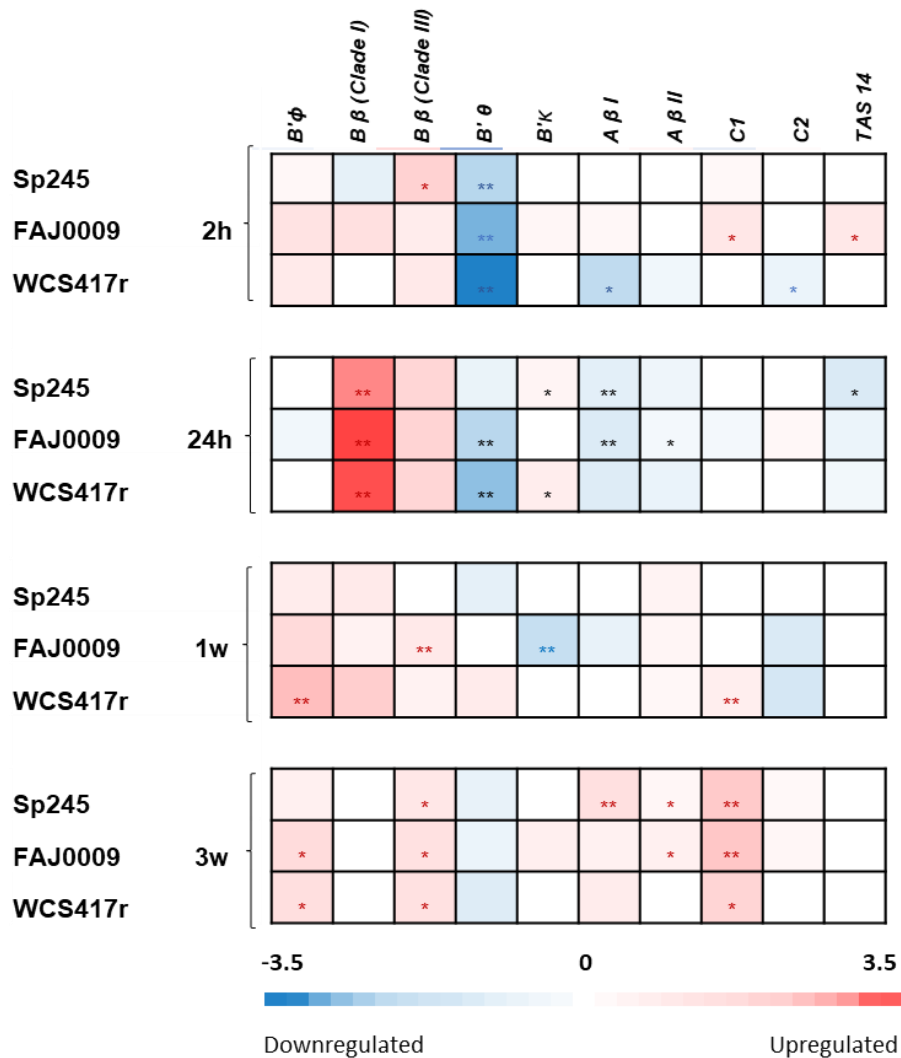 B'ϕ B β (Clade I) B β (Clade III) B' θ B'K A β I A β II C1 C2 TAS 14
Sp245 * **
FAJ0009 2h ** * *
WCS417r ** * *
Sp245 ** * ** *
FAJ0009 24h ** ** ** *
WCS417r ** ** *
Sp245
FAJ0009 1w ** **
WCS417r ** **
Sp245 * ** * **
FAJ0009 3w * * * **
WCS417r * * *
-3.5 0 3.5
Downregulated Upregulated